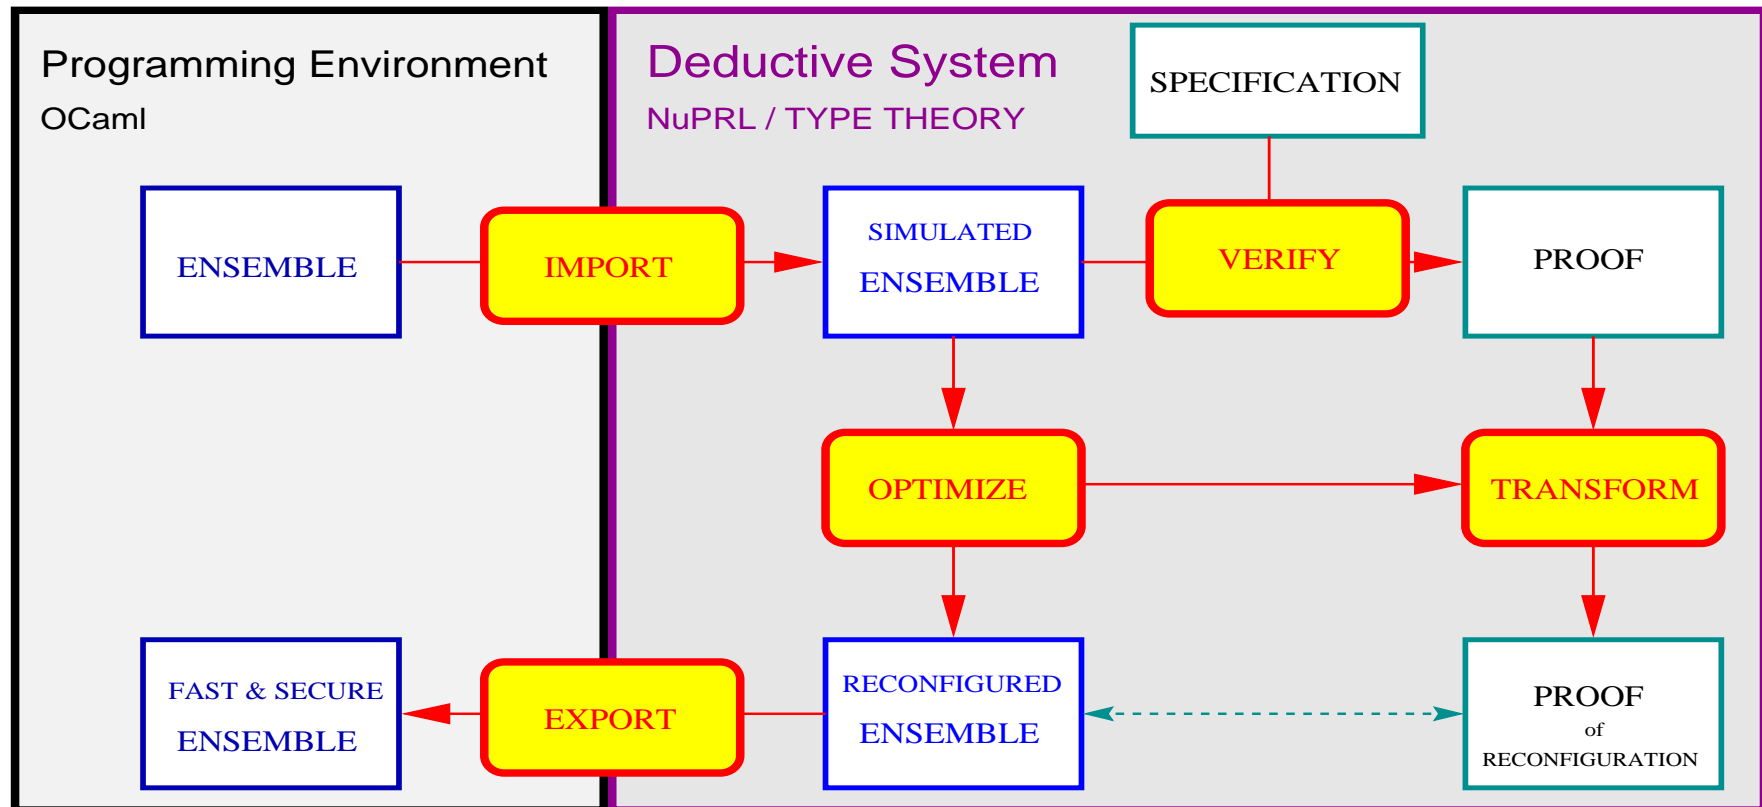 Programming Environment
OCaml
Deductive System
NuPRL / TYPE THEORY
SPECIFICATION
ENSEMBLE
IMPORT
SIMULATED
ENSEMBLE
VERIFY
PROOF
OPTIMIZE
TRANSFORM
FAST & SECURE
ENSEMBLE
EXPORT
RECONFIGURED
ENSEMBLE
PROOF
of
RECONFIGURATION